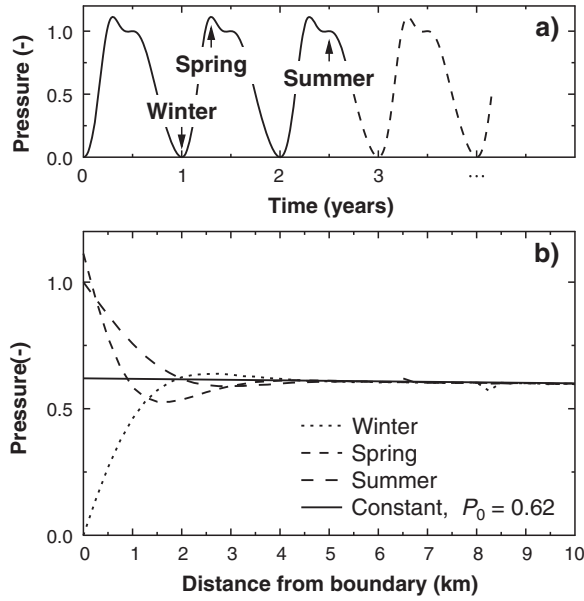 a)
Pressure (-)
1.0
0.5
0.0
Spring
Summer
Winter
0 1 2 3 ...
Time (years)
b)
Pressure(-)
1.0
0.5
0.0
Winter
Spring
Summer
Constant, P₀ = 0.62
0 1 2 3 4 5 6 7 8 9 10
Distance from boundary (km)